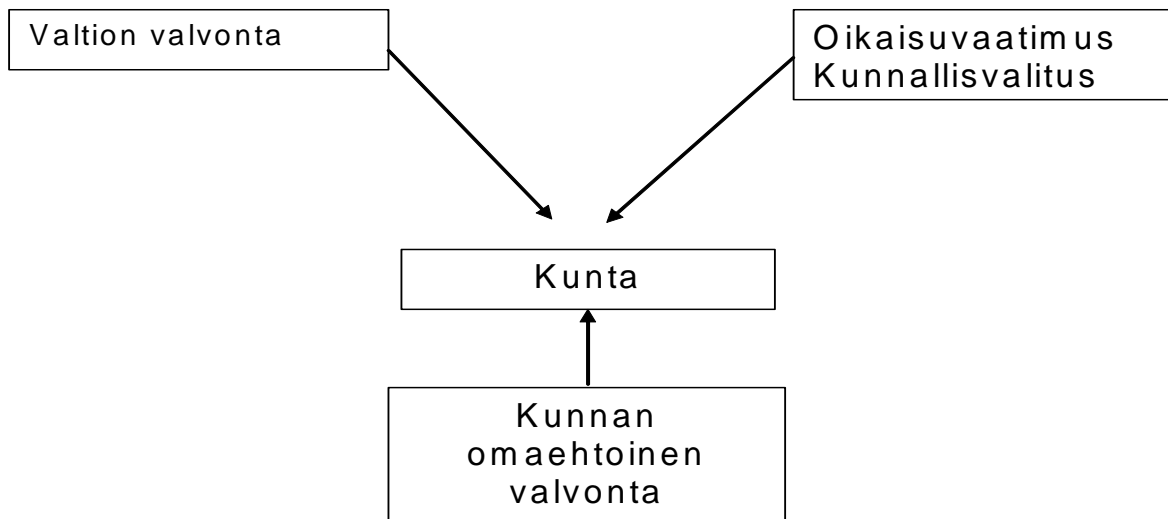 Valtion valvonta
Oikaisuvaatimus
Kunnallisvalitus
Kunta
Kunnan
omaehtoinen
valvonta